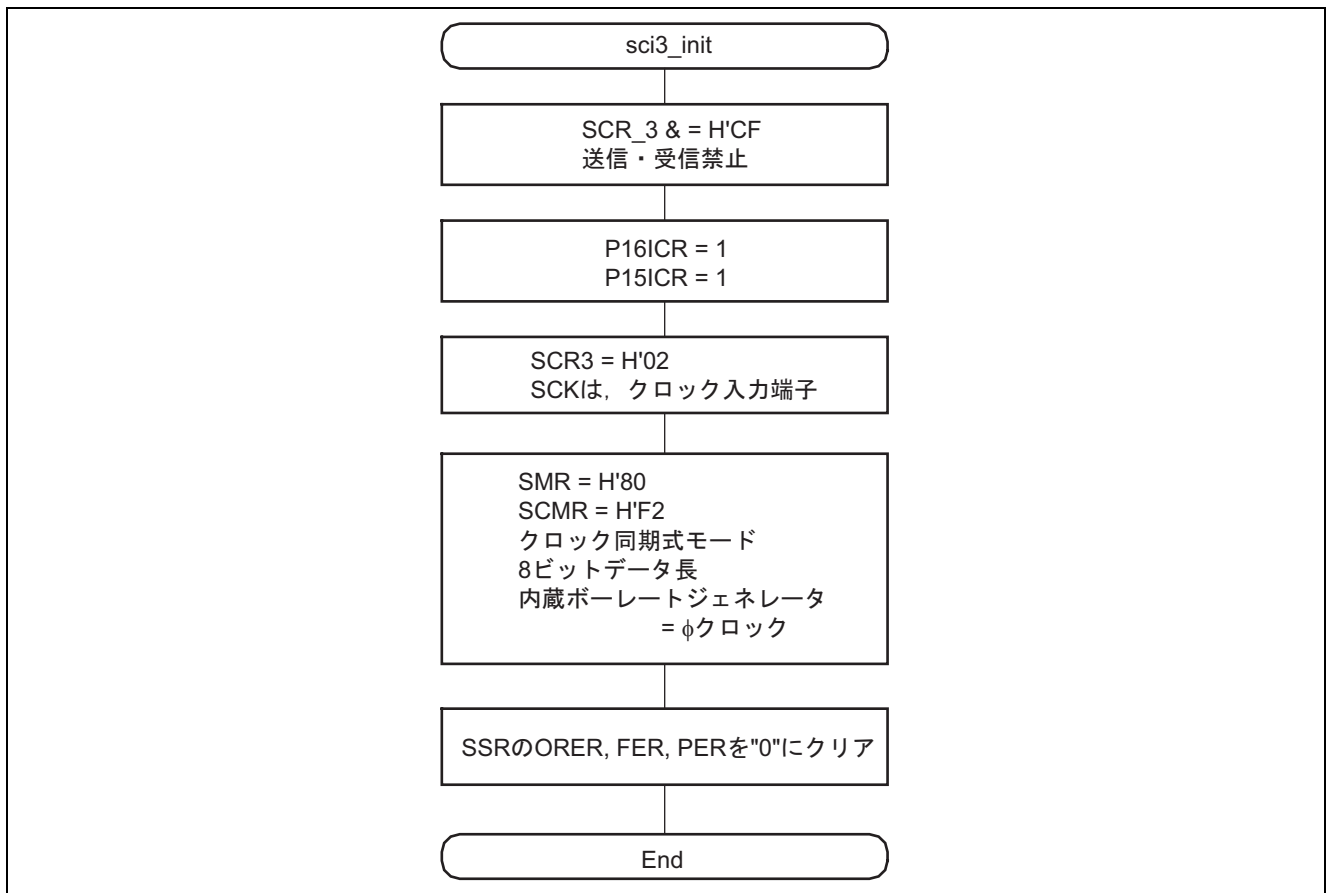 sci3_init
SCR_3 & = H'CF
送信・受信禁止
P16ICR = 1
P15ICR = 1
SCR3 = H'02
SCKは，クロック入力端子
SMR = H'80
SCMR = H'F2
クロック同期式モード
8ビットデータ長
内蔵ボーレートジェネレータ
= φクロック
SSRのORER, FER, PERを"0"にクリア
End